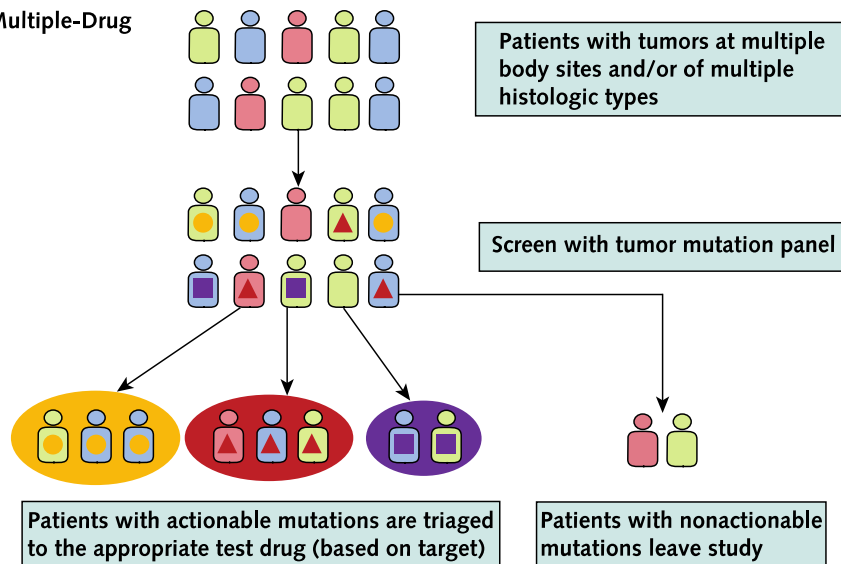 Multiple-Drug
Patients with tumors at multiple
body sites and/or of multiple
histologic types
Screen with tumor mutation panel
Patients with actionable mutations are triaged
to the appropriate test drug (based on target)
Patients with nonactionable
mutations leave study